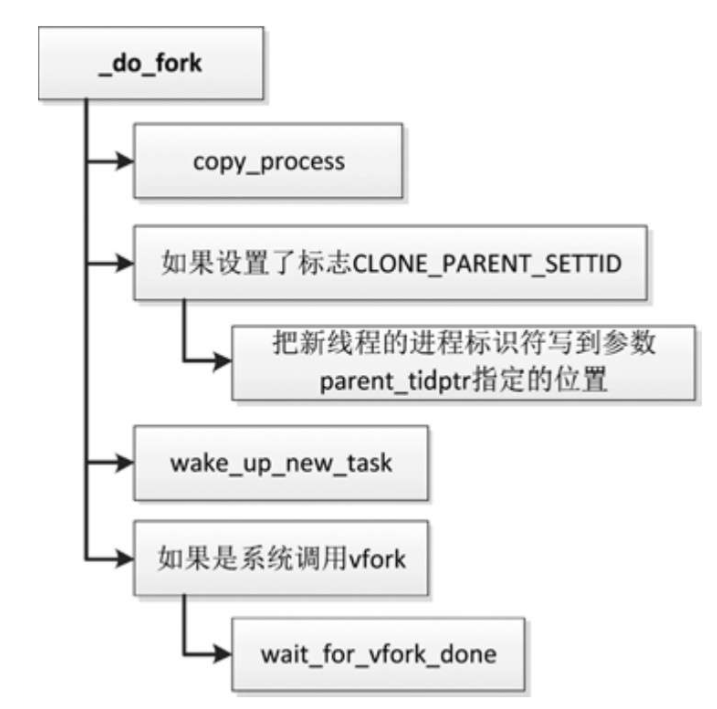 _do_fork
copy_process
如果设置了标志CLONE_PARENT_SETTID
把新线程的进程标识符写到参数
parent_tidptr指定的位置
wake_up_new_task
如果是系统调用vfork
wait_for_vfork_done